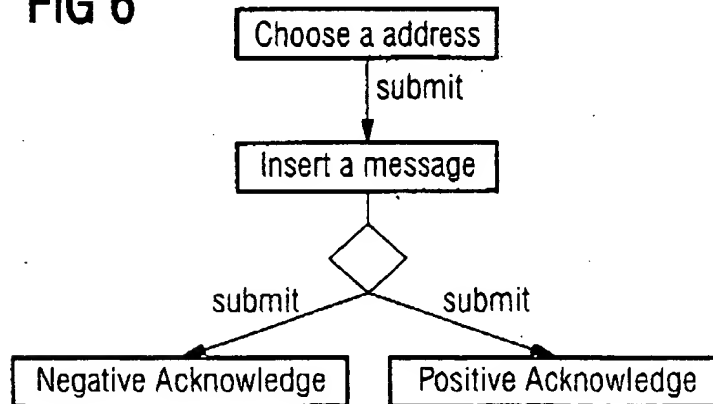 FIG 6
Choose a address
submit
Insert a message
submit submit
Negative Acknowledge Positive Acknowledge